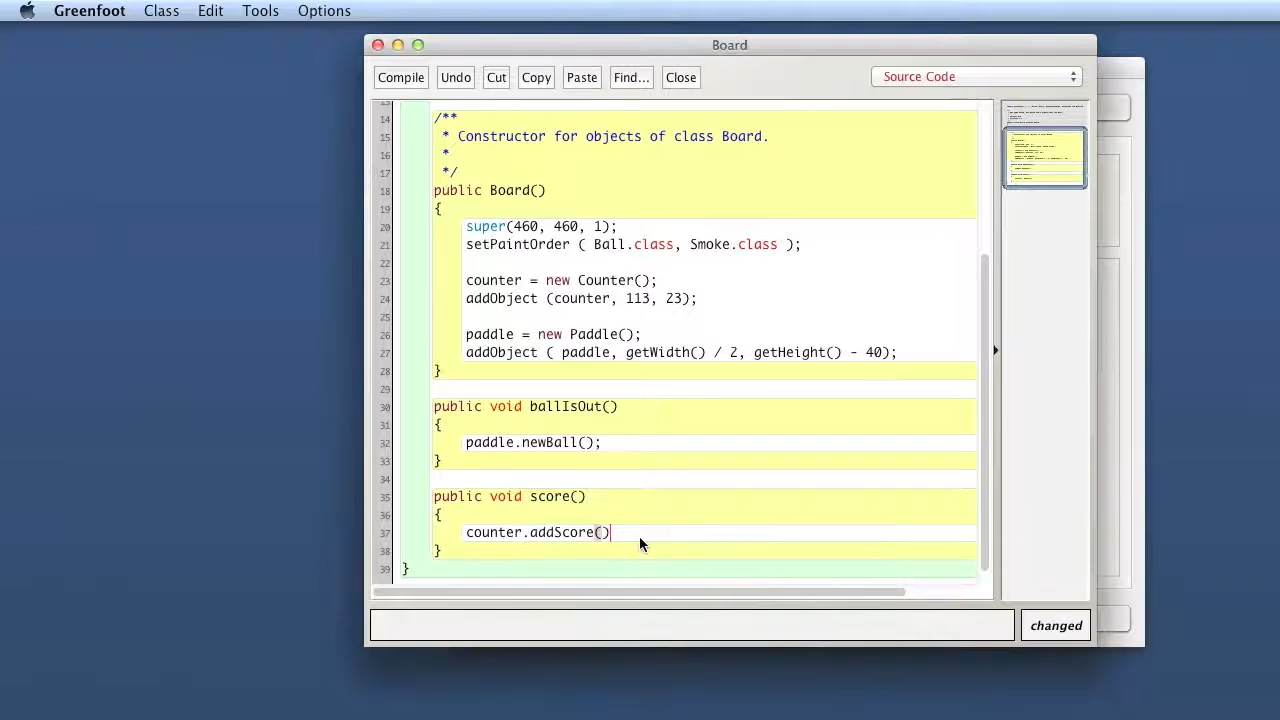 Greenfoot Class Edit Tools Options
Board
Compile Undo Cut Copy Paste Find... Close Source Code
13
14 /**
15 * Constructor for objects of class Board.
16 *
17 */
18 public Board()
19 {
20 super(460, 460, 1);
21 setPaintOrder ( Ball.class, Smoke.class );
22
23 counter = new Counter();
24 addObject (counter, 113, 23);
25
26 paddle = new Paddle();
27 addObject ( paddle, getWidth() / 2, getHeight() - 40);
28 }
29
30 public void ballIsOut()
31 {
32 paddle.newBall();
33 }
34
35 public void score()
36 {
37 counter.addScore()
38 }
39 }
changed